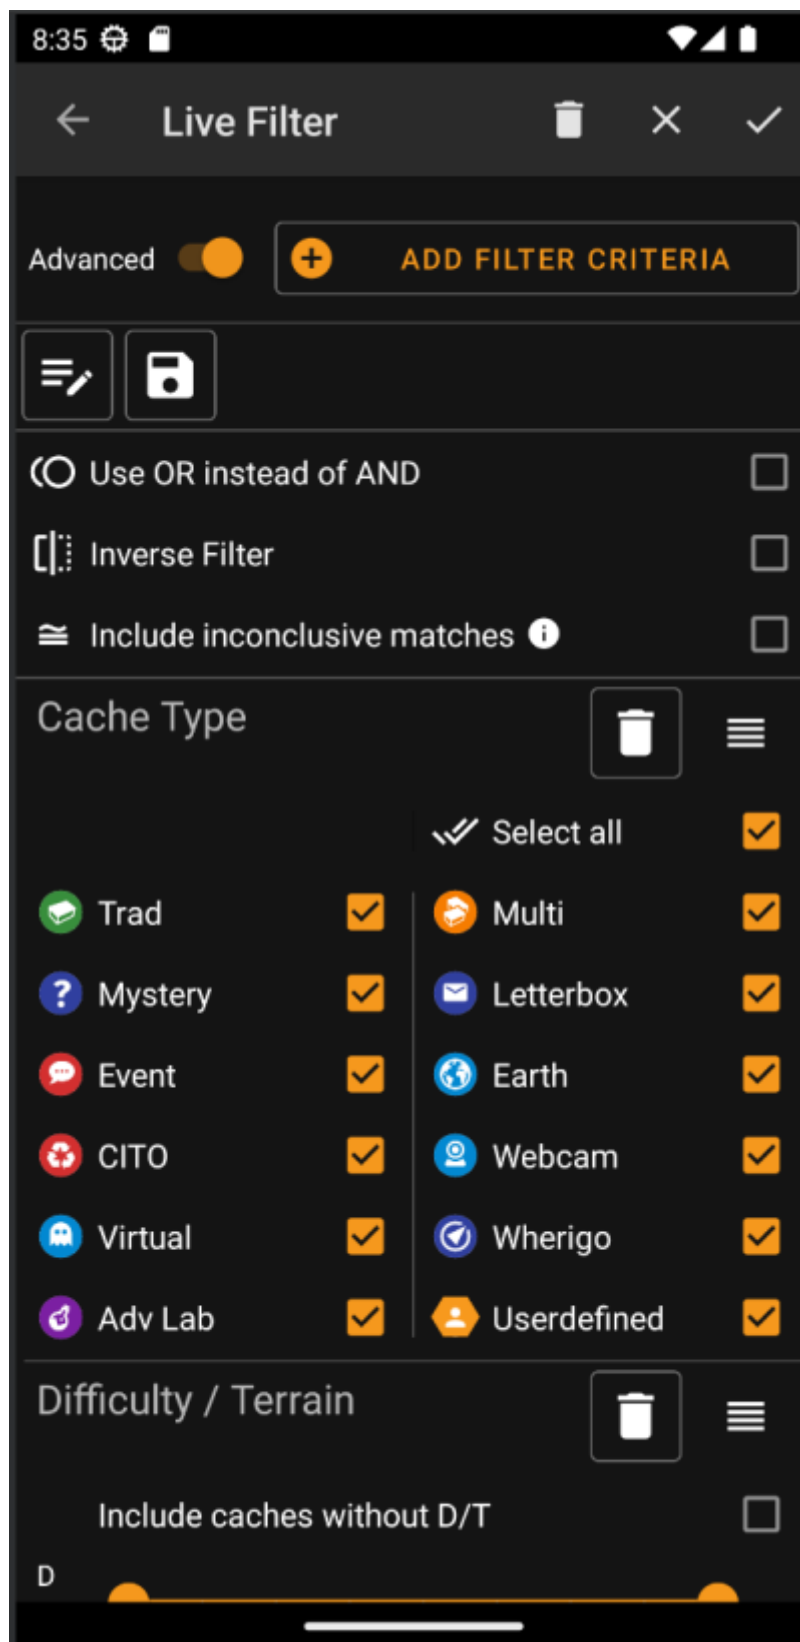 8:35
Live Filter
Advanced
ADD FILTER CRITERIA
Use OR instead of AND
Inverse Filter
Include inconclusive matches
Cache Type
Select all
Trad
Multi
Mystery
Letterbox
Event
Earth
CITO
Webcam
Virtual
Wherigo
Adv Lab
Userdefined
Difficulty / Terrain
Include caches without D/T
D